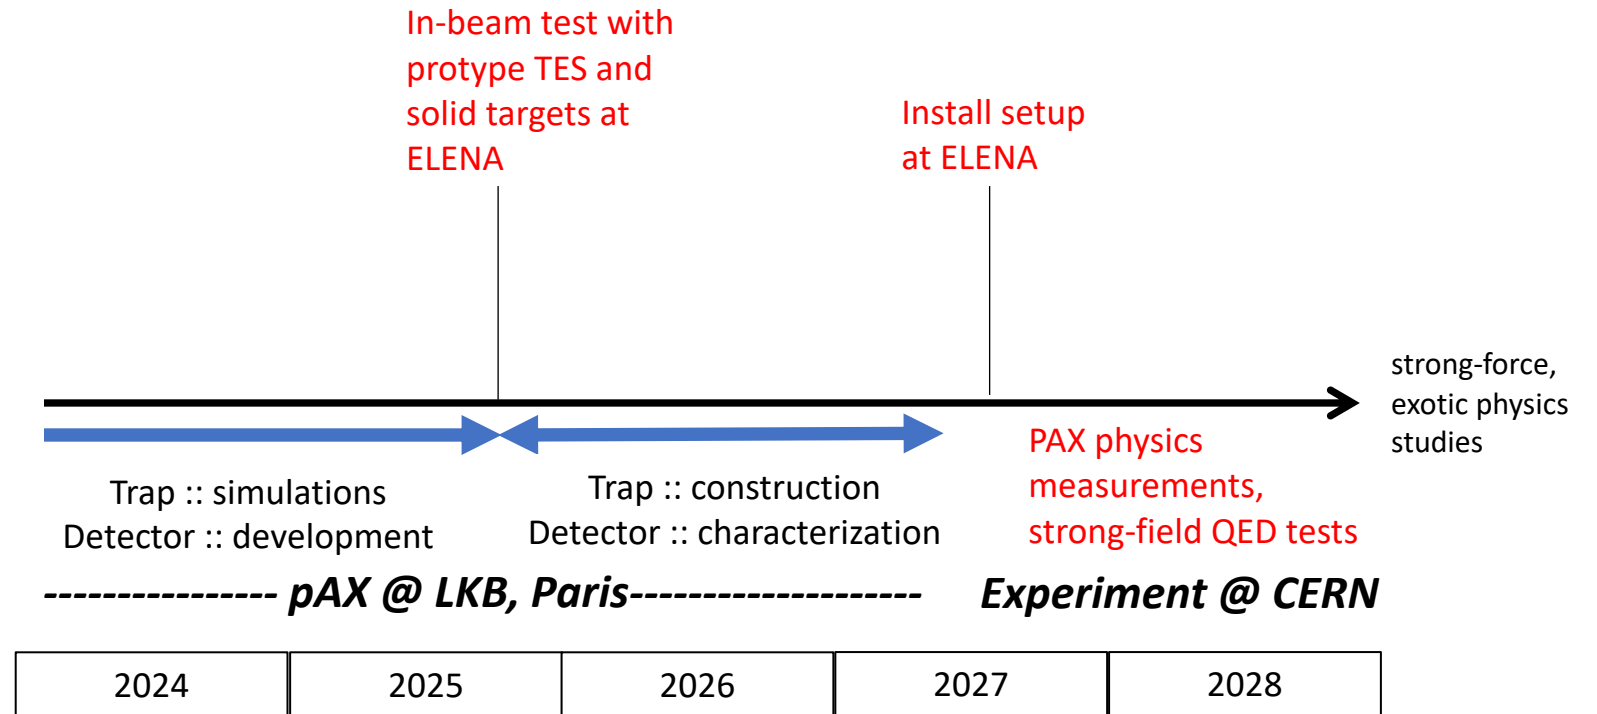 In-beam test with
protype TES and
solid targets at
ELENA
Install setup
at ELENA
strong-force,
exotic physics
studies
PAX physics
measurements,
strong-field QED tests
Trap :: simulations
Detector :: development
Trap :: construction
Detector :: characterization
---------------- pAX @ LKB, Paris--------------------
Experiment @ CERN
2024
2025
2026
2027
2028